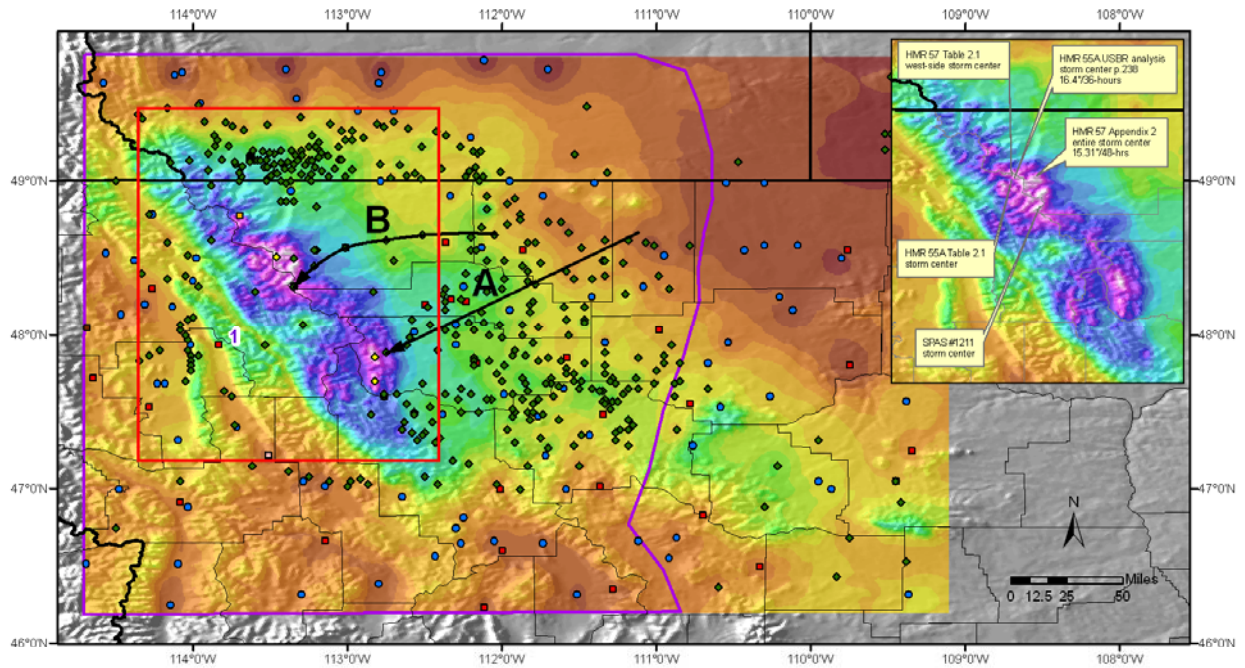 114°0'W 113°0'W 112°0'W 111°0'W 110°0'W 109°0'W 108°0'W
HMR 57 Table 2.1
west-side storm
center
HMR 55A USBR analysis
storm center p.238
16.4"/36-hours
HMR 57 Appendix 2
entire storm center
15.31"/48-hrs
HMR 55A Table 2.1
storm center
SPAS #1211
storm center
49°0'N
49°0'N
B
A
1
48°0'N
48°0'N
47°0'N
47°0'N
N
Miles
0 12.5 25 50
46°0'N
46°0'N
114°0'W 113°0'W 112°0'W 111°0'W 110°0'W 109°0'W 108°0'W